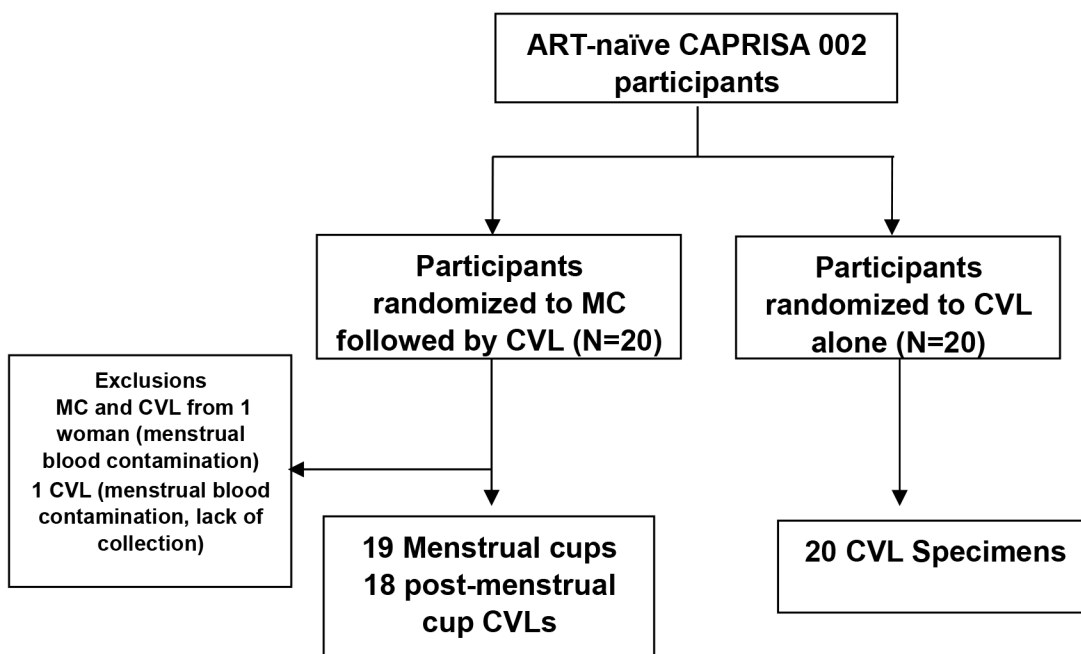 ART-naïve CAPRISA 002
participants
Participants
randomized to MC
followed by CVL (N=20)
Participants
randomized to CVL
alone (N=20)
Exclusions
MC and CVL from 1
woman (menstrual
blood contamination)
1 CVL (menstrual blood
contamination, lack of
collection)
19 Menstrual cups
18 post-menstrual
cup CVLs
20 CVL Specimens